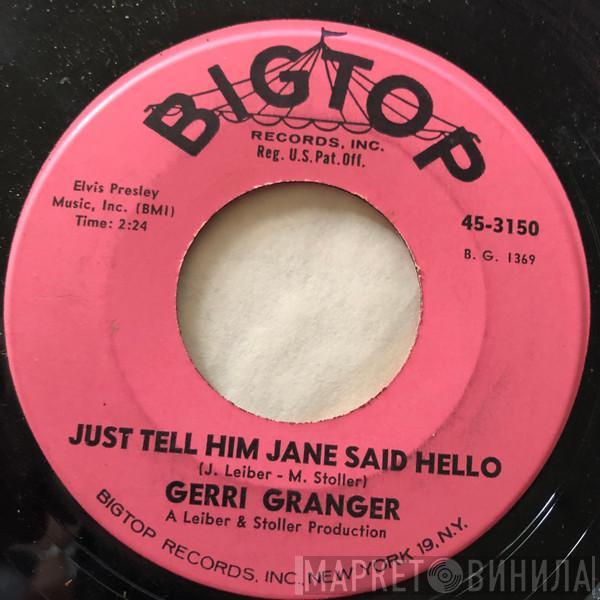 BIGTOP
RECORDS, INC.
Reg. U.S. Pat. Off.
Elvis Presley
Music, Inc. (BMI)
Time: 2:24
45-3150
B. G. 1369
JUST TELL HIM JANE SAID HELLO
(J. Leiber - M. Stoller)
GERRI GRANGER
A Leiber & Stoller Production
BIGTOP RECORDS, INC., NEW YORK 19, N.Y.
МАРКЕТ ВИНИЛА